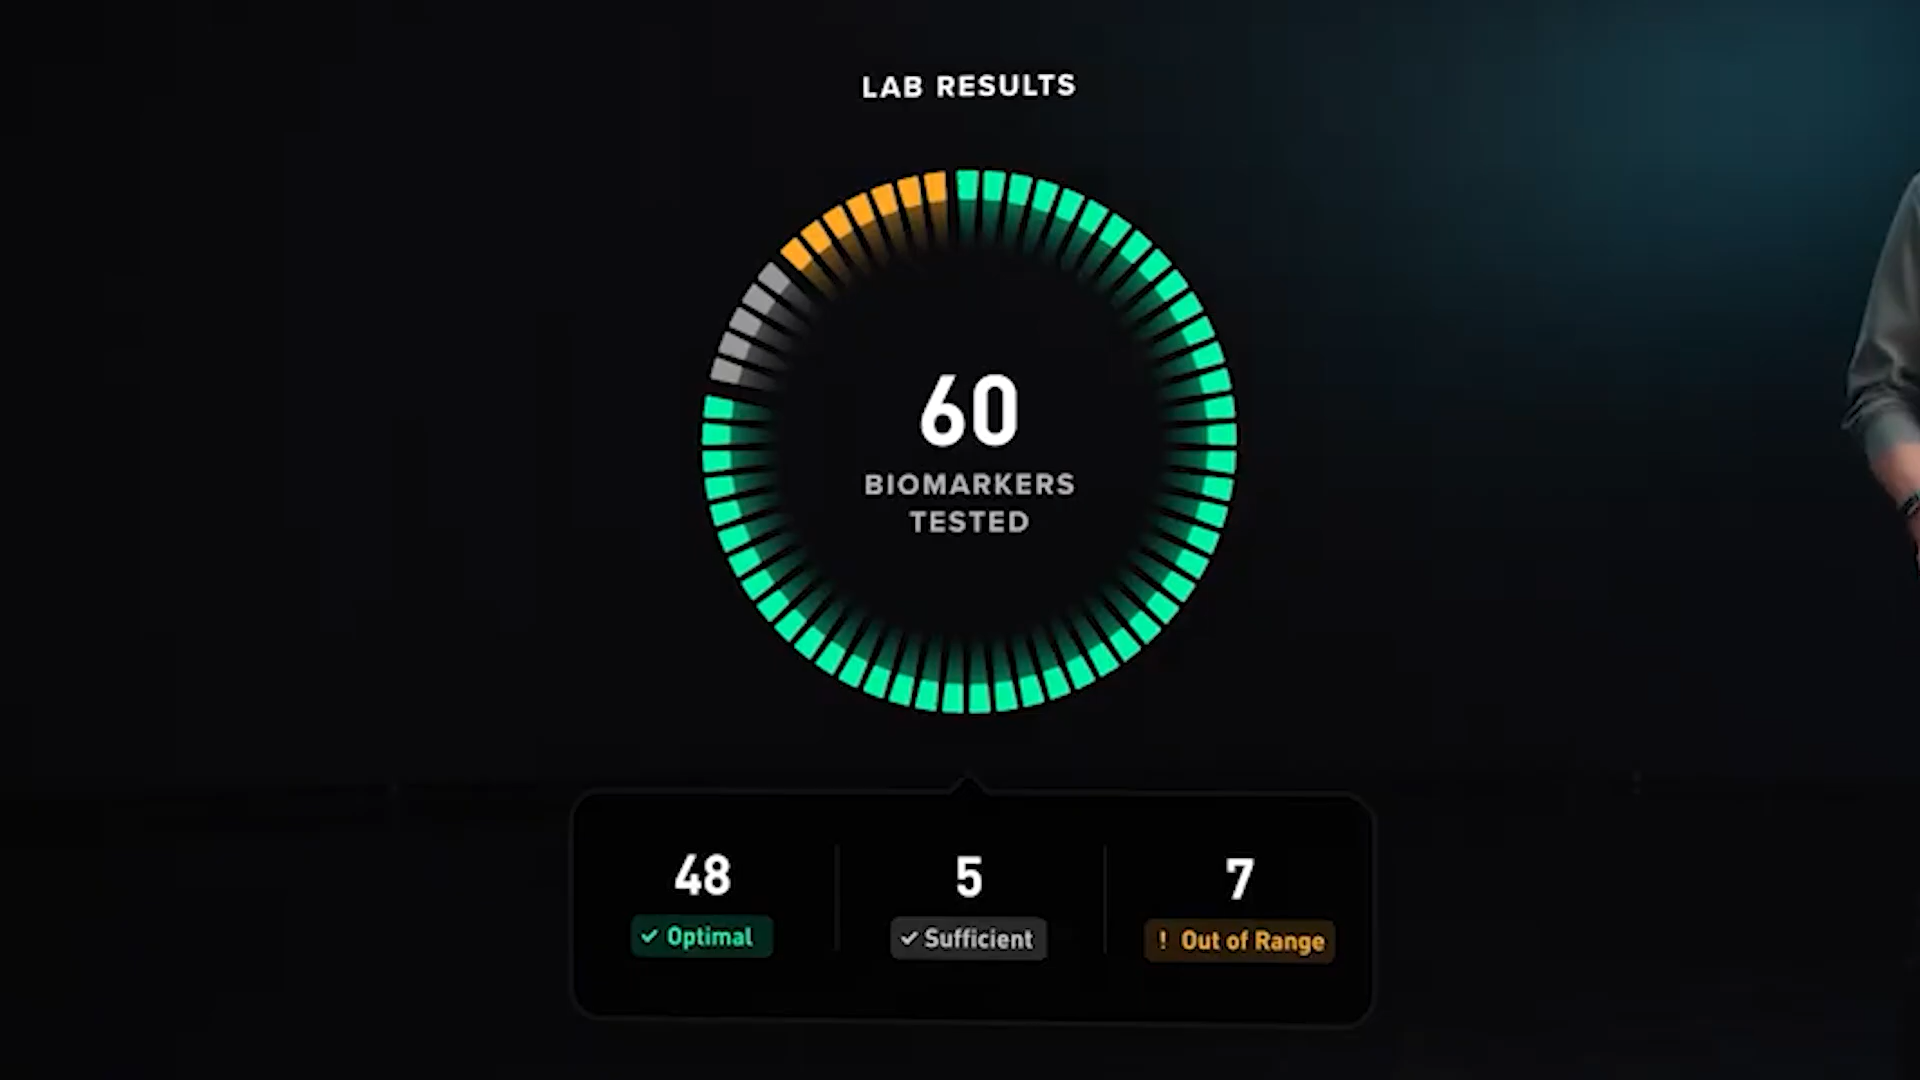 LAB RESULTS
60
BIOMARKERS
TESTED
48
5
7
✓ Optimal
✓ Sufficient
! Out of Range